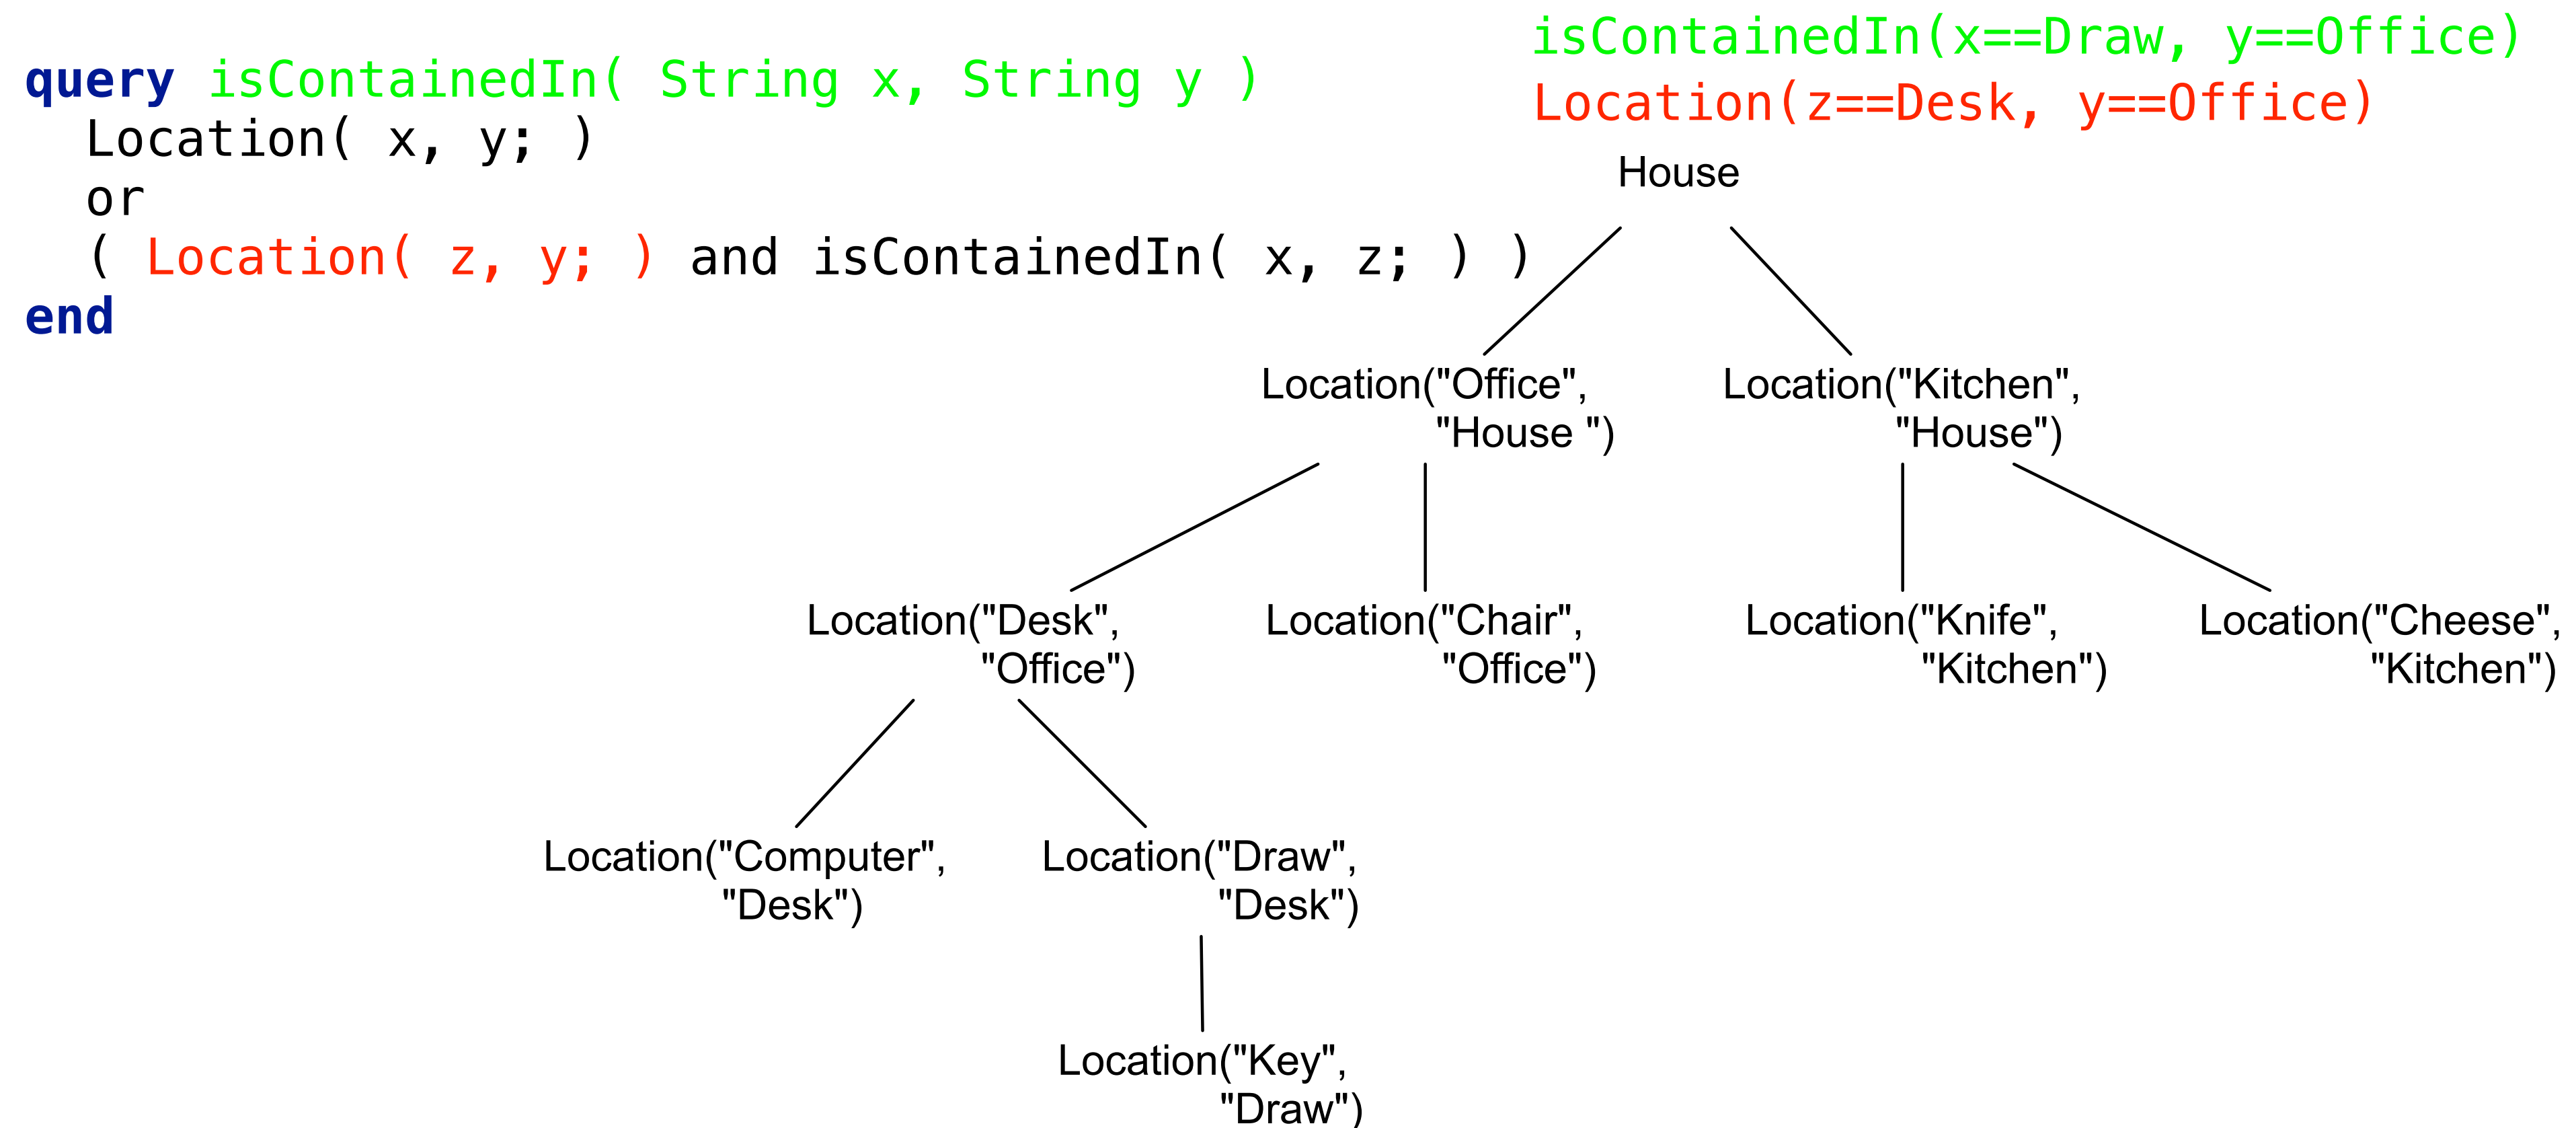 query isContainedIn( String x, String y )
Location( x, y; )
or
( Location( z, y; ) and isContainedIn( x, z; ) )
end
isContainedIn(x==Draw, y==Office)
Location(z==Desk, y==Office)
House
Location("Office",
"House ")
Location("Kitchen",
"House")
Location("Desk",
"Office")
Location("Chair",
"Office")
Location("Knife",
"Kitchen")
Location("Cheese",
"Kitchen")
Location("Computer",
"Desk")
Location("Draw",
"Desk")
Location("Key",
"Draw")